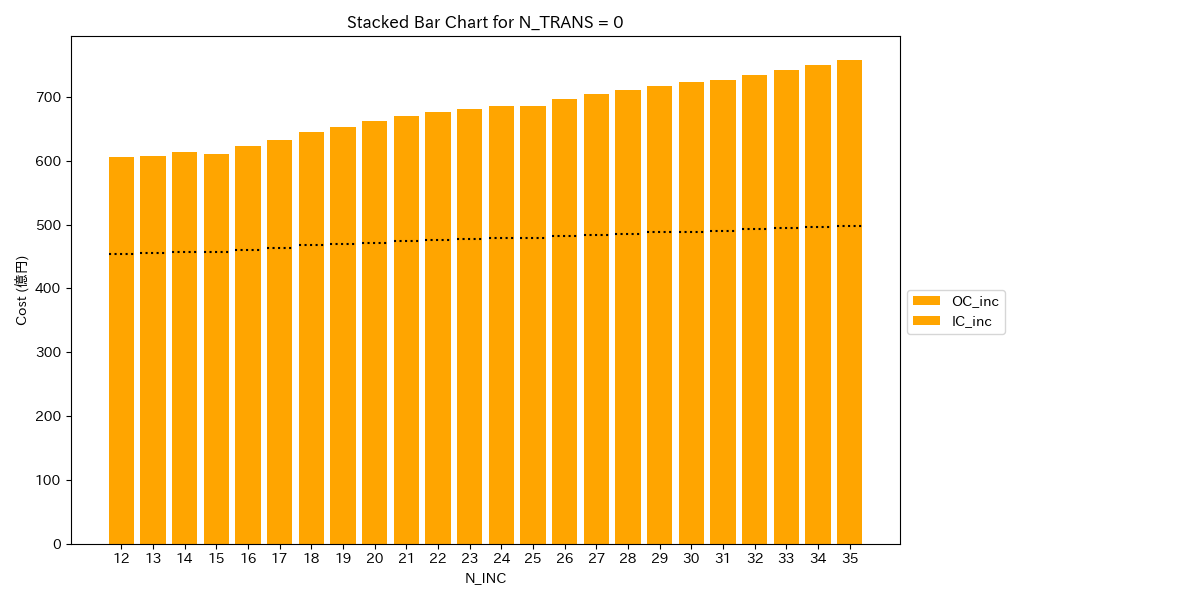 Stacked Bar Chart for N_TRANS = 0
Cost (億円)
700
600
500
400
300
200
100
0
12 13 14 15 16 17 18 19 20 21 22 23 24 25 26 27 28 29 30 31 32 33 34 35
N_INC
OC_inc
IC_inc